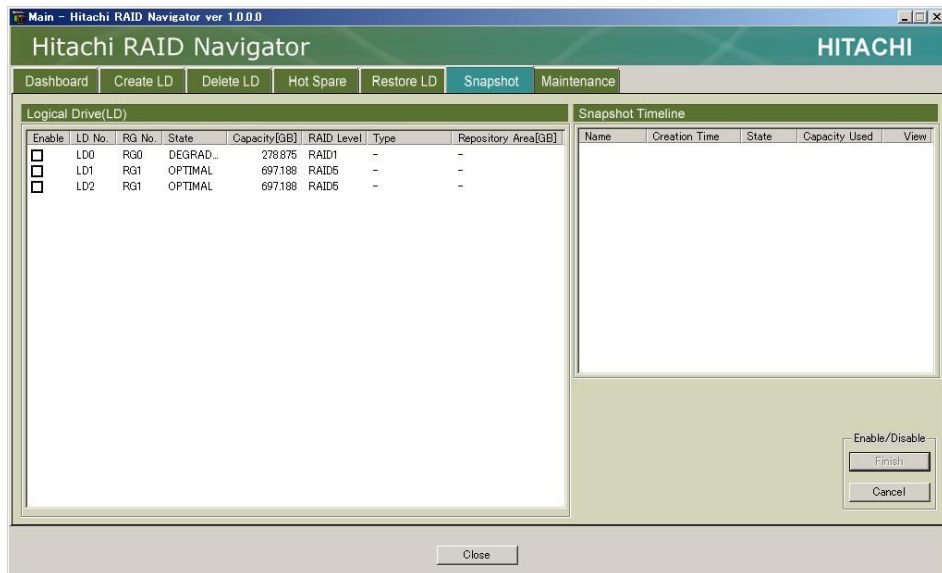 Main - Hitachi RAID Navigator ver 1.0.0.0
Hitachi RAID Navigator
HITACHI
Dashboard Create LD Delete LD Hot Spare Restore LD Snapshot Maintenance
Logical Drive(LD)
Enable LD No. RG No. State Capacity[GB] RAID Level Type Repository Area[GB]
LD0 RG0 DEGRAD... 278.875 RAID1 - -
LD1 RG1 OPTIMAL 697.188 RAID5 - -
LD2 RG1 OPTIMAL 697.188 RAID5 - -
Snapshot Timeline
Name Creation Time State Capacity Used View
Enable/Disable
Finish
Cancel
Close